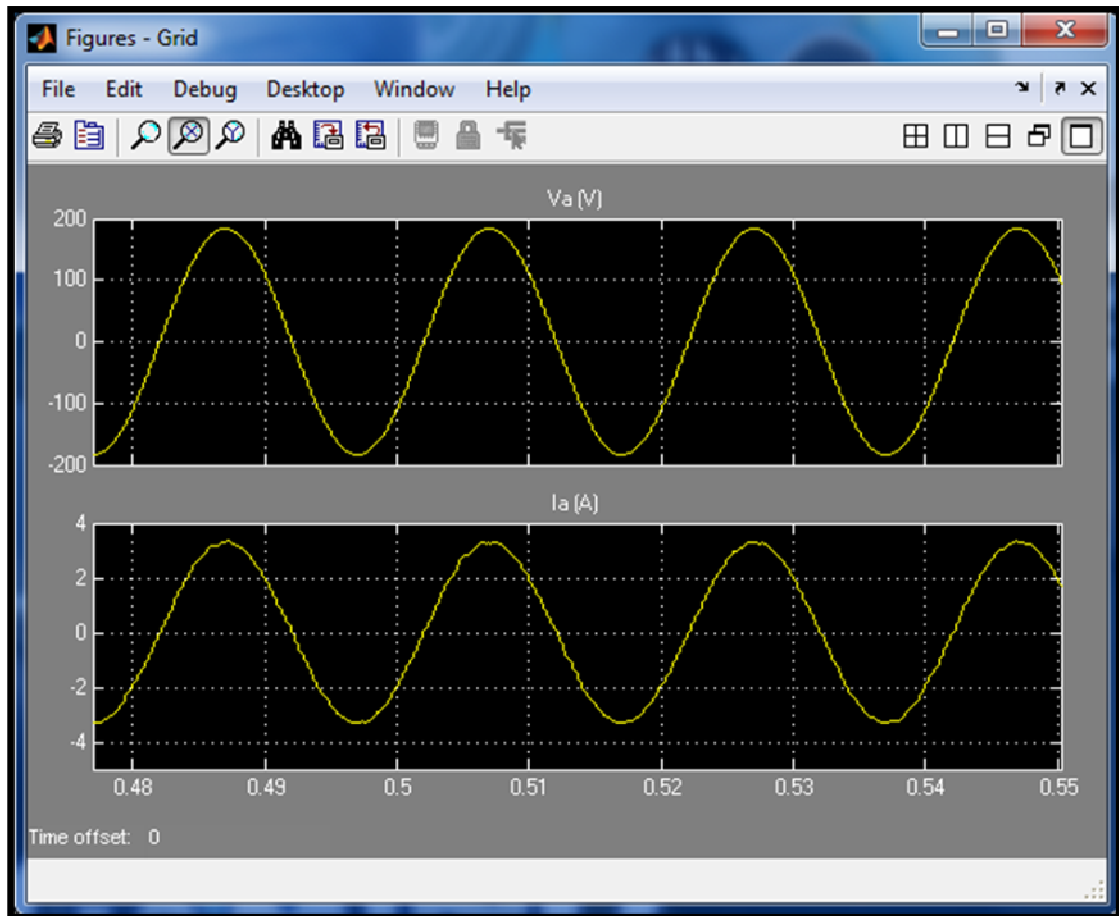 Figures - Grid
File Edit Debug Desktop Window Help
Va (V)
200
100
0
-100
-200
Ia (A)
4
2
0
-2
-4
0.48 0.49 0.5 0.51 0.52 0.53 0.54 0.55
Time offset: 0